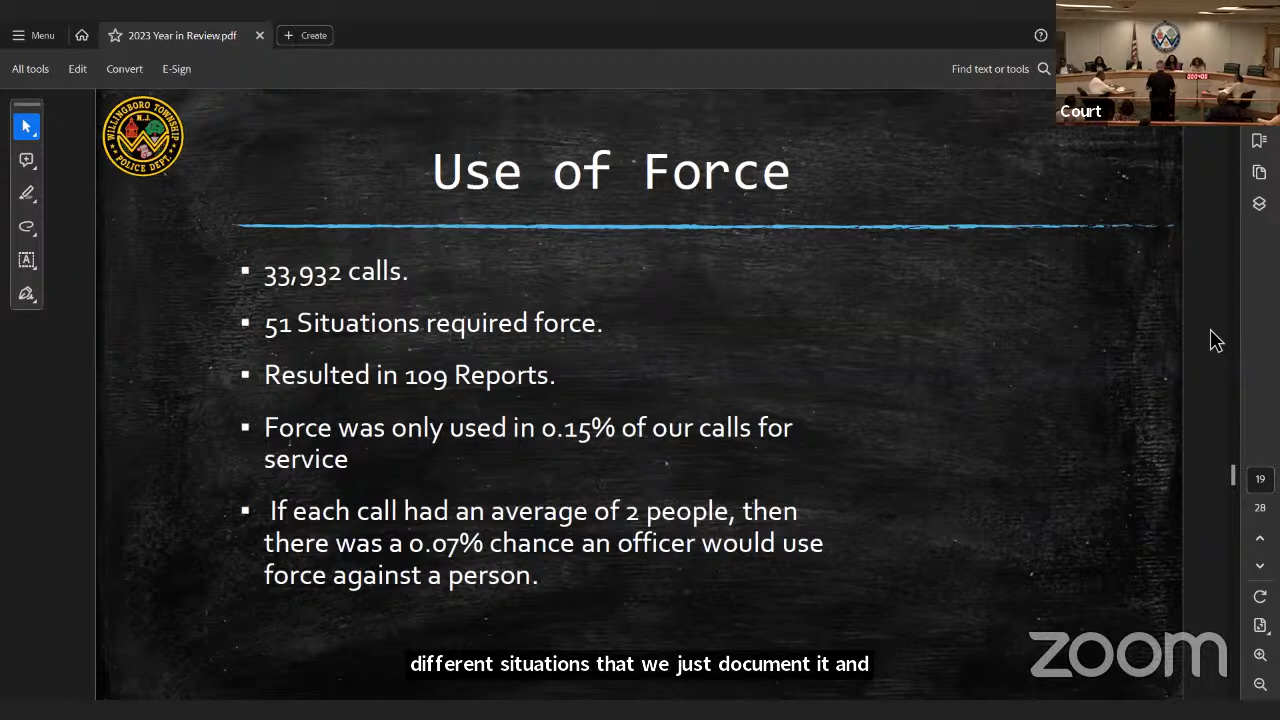 Menu
2023 Year in Review.pdf
Create
All tools
Edit
Convert
E-Sign
Find text or tools
Court
WILLINGBORO TOWNSHIP
N.J.
POLICE DEPT.
Use of Force
33,932 calls.
51 Situations required force.
Resulted in 109 Reports.
Force was only used in 0.15% of our calls for
service
If each call had an average of 2 people, then
there was a 0.07% chance an officer would use
force against a person.
19
28
different situations that we just document it and
zoom